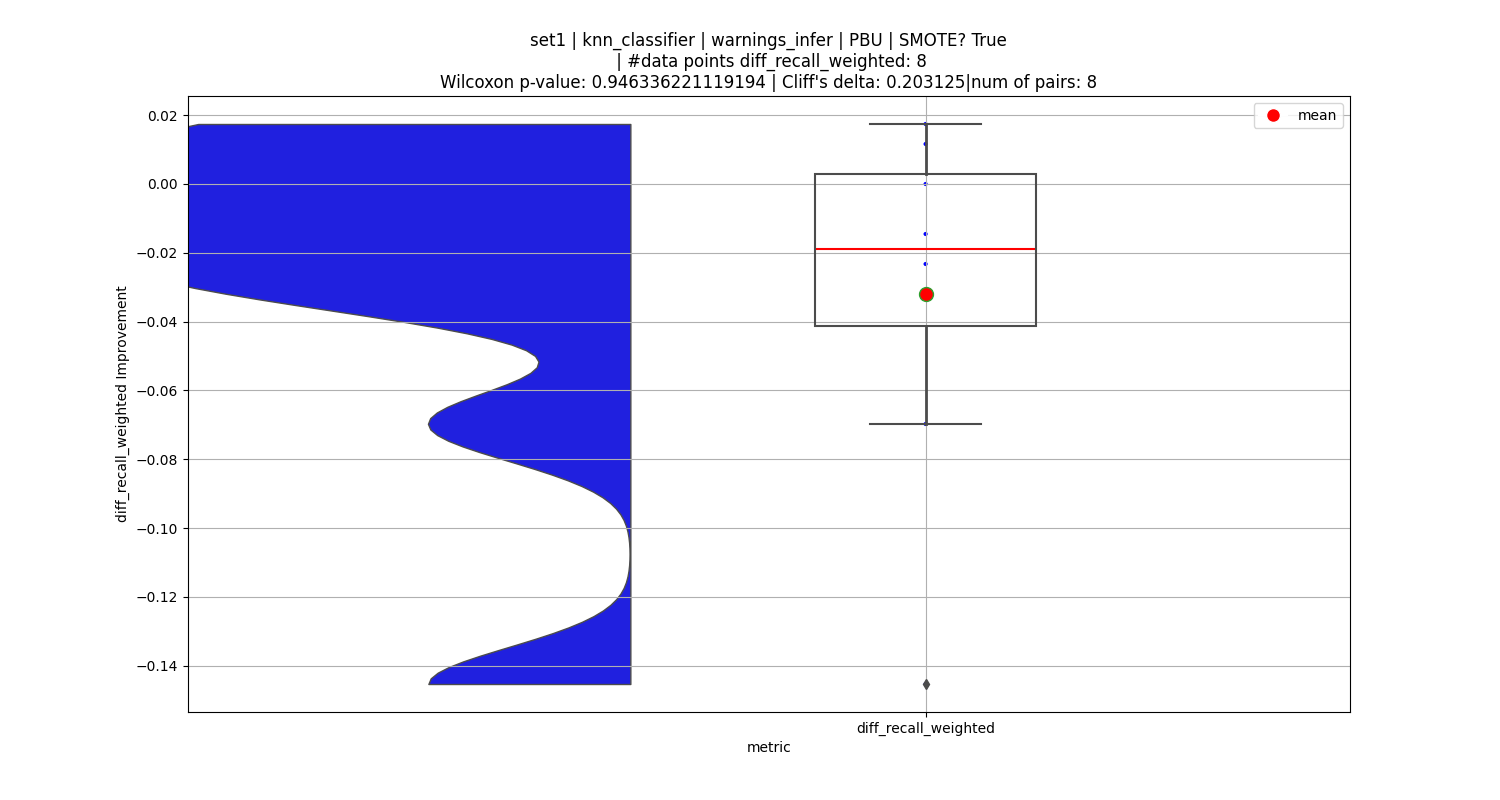 set1 | knn_classifier | warnings_infer | PBU | SMOTE? True
| #data points diff_recall_weighted: 8
Wilcoxon p-value: 0.946336221119194 | Cliff's delta: 0.203125|num of pairs: 8
mean
0.02
0.00
−0.02
−0.04
−0.06
−0.08
−0.10
−0.12
−0.14
diff_recall_weighted Improvement
diff_recall_weighted
metric